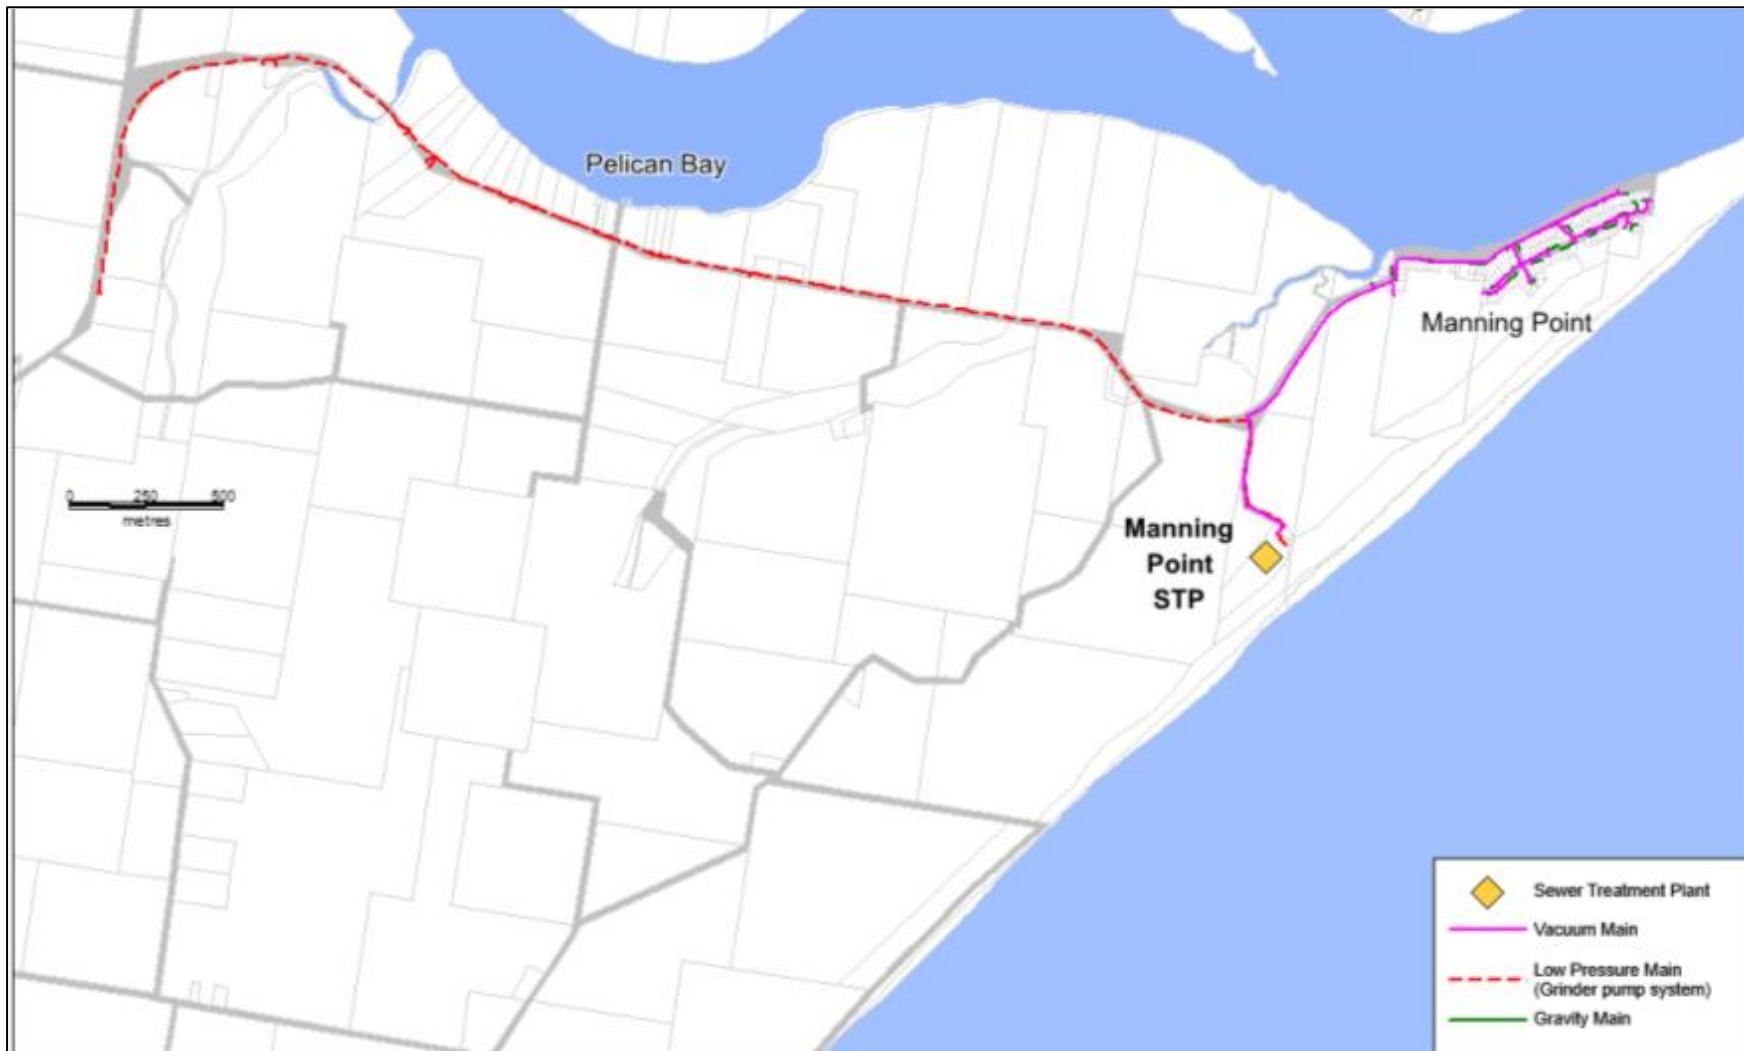 Pelican Bay
Manning Point
0 250 500
metres
Manning
Point
STP
Sewer Treatment Plant
Vacuum Main
Low Pressure Main
(Grinder pump system)
Gravity Main